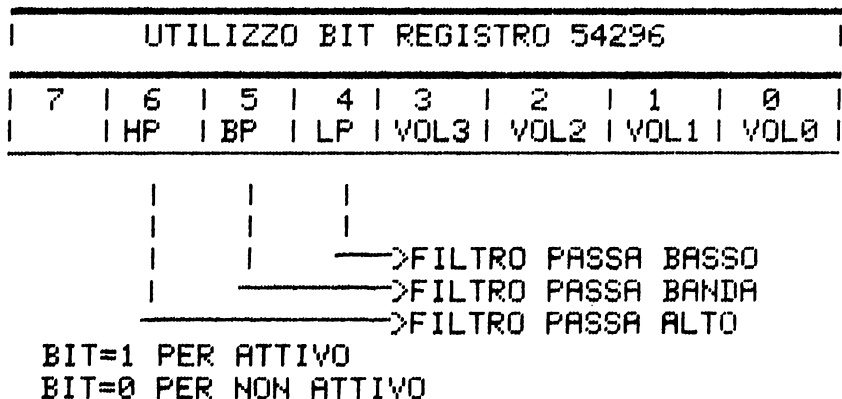 UTILIZZO BIT REGISTRO 54296
7 6 5 4 3 2 1 0
HP BP LP VOL3 VOL2 VOL1 VOL0
>FILTRO PASSA BASSO
>FILTRO PASSA BANDA
>FILTRO PASSA ALTO
BIT=1 PER ATTIVO
BIT=0 PER NON ATTIVO